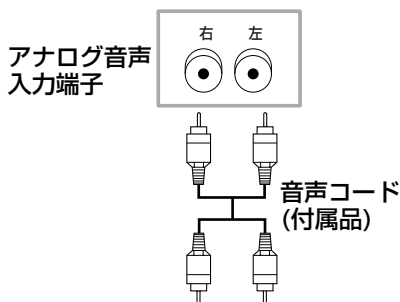 右 左
アナログ音声
入力端子
音声コード
(付属品)